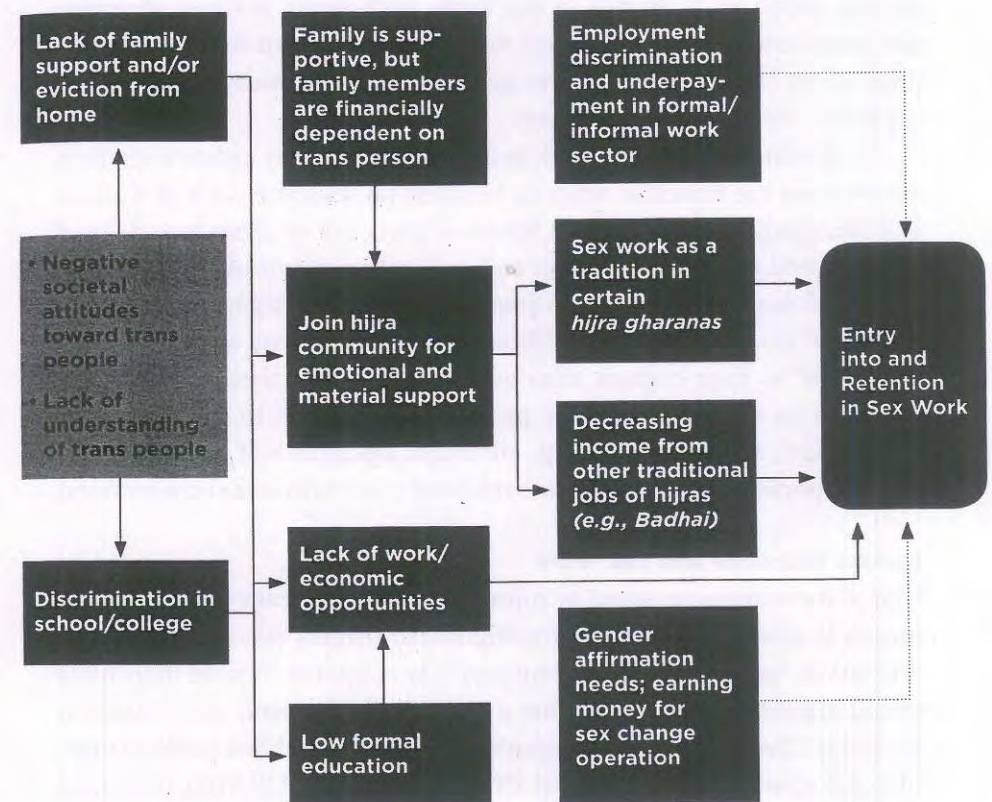 Lack of family
support and/or
eviction from
home
Family is sup-
portive, but
family members
are financially
dependent on
trans person
Employment
discrimination
and underpay-
ment in formal/
informal work
sector
• Negative
societal
attitudes
toward trans
people
• Lack of
understanding
of trans people
Join hijra
community for
emotional and
material support
Sex work as a
tradition in
certain
hijra gharanas
Entry
into and
Retention
in Sex Work
Decreasing
income from
other traditional
jobs of hijras
(e.g., Badhai)
Discrimination in
school/college
Lack of work/
economic
opportunities
Gender
affirmation
needs; earning
money for
sex change
operation
Low formal
education